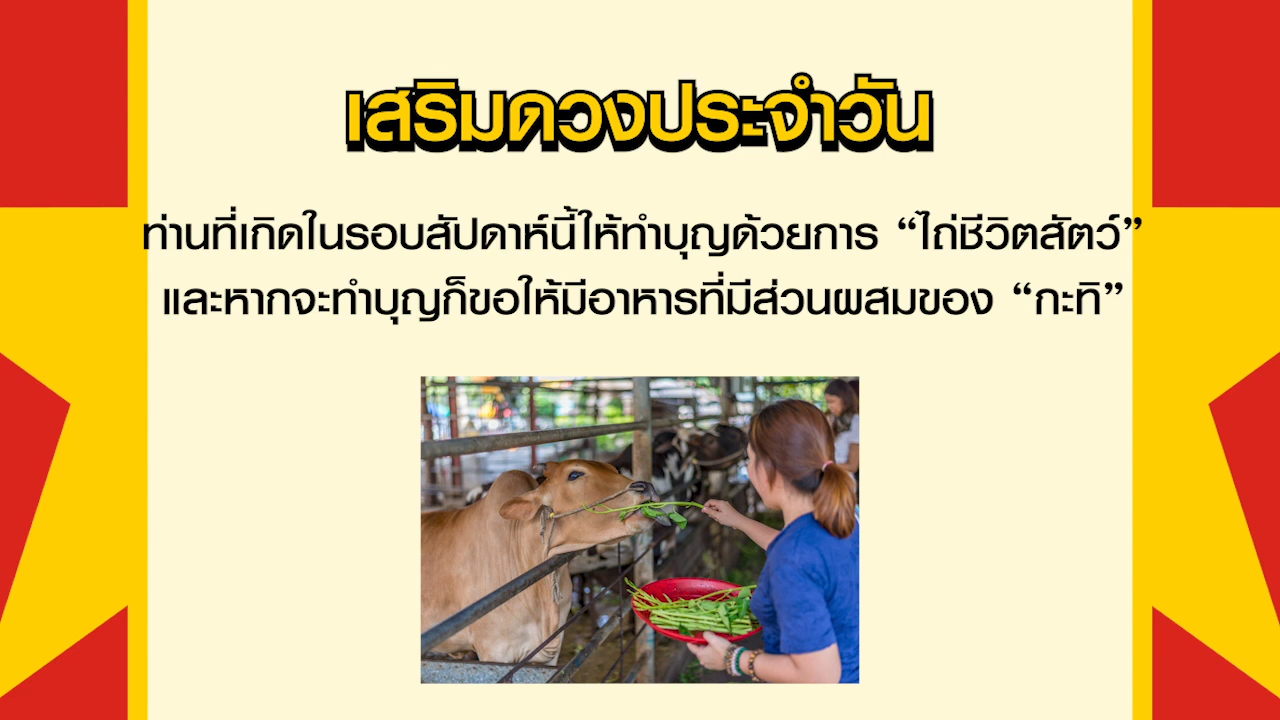 เสริมดวงประจำวัน
ท่านที่เกิดในรอบสัปดาห์นี้ให้ทำบุญด้วยการ “ไถ่ชีวิตสัตว์”
และหากจะทำบุญก็ขอให้มีอาหารที่มีส่วนผสมของ “กะทิ”